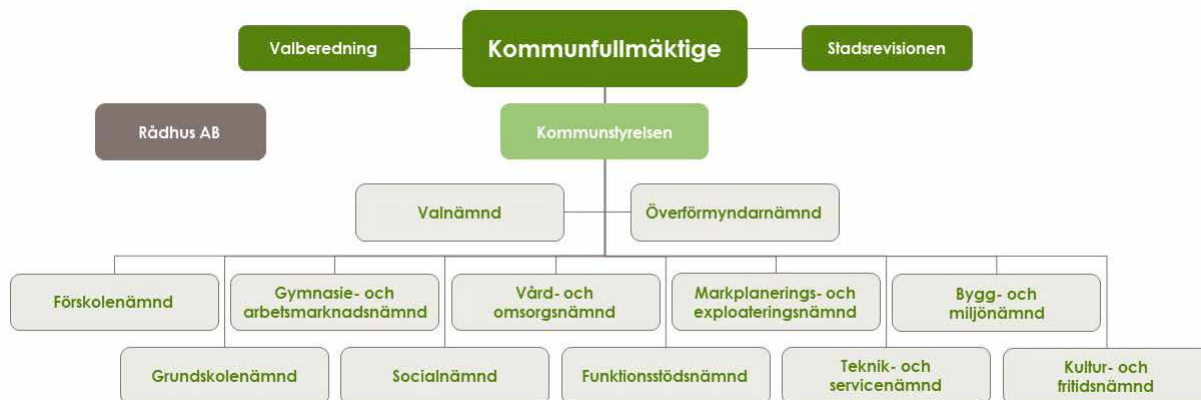 Valberedning
Kommunfullmäktige
Stadsrevisionen
Rådhus AB
Kommunstyrelsen
Valnämnd
Överförmyndarnämnd
Förskolenämnd
Gymnasie- och
arbetsmarknadsnämnd
Vård- och
omsorgsnämnd
Markplanerings- och
exploateringsnämnd
Bygg- och
miljönämnd
Grundskolenämnd
Socialnämnd
Funktionsstödsnämnd
Teknik- och
servicenämnd
Kultur- och
fritidsnämnd